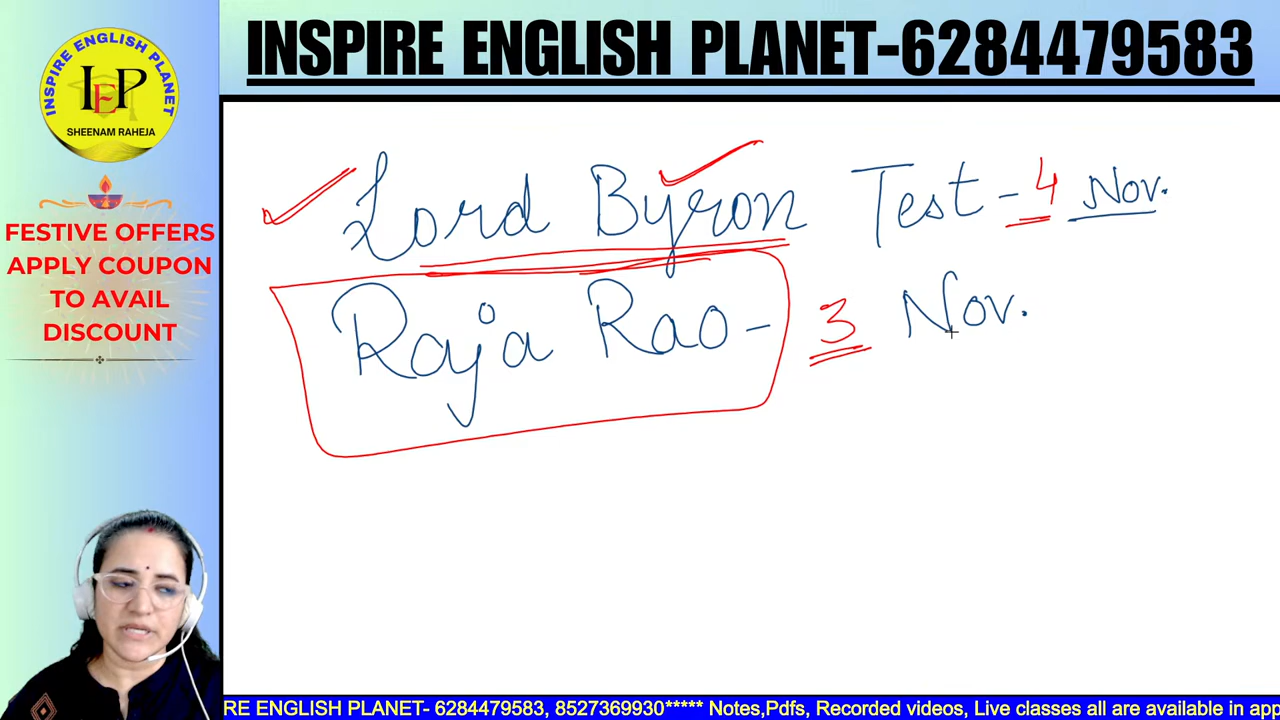 INSPIRE ENGLISH PLANET-6284479583
INSPIRE ENGLISH PLANET
IEP
SHEENAM RAHEJA
FESTIVE OFFERS
APPLY COUPON
TO AVAIL
DISCOUNT
Lord Byron Test - 4 Nov.
Raja Rao - 3 Nov.
RE ENGLISH PLANET- 6284479583, 8527369930***** Notes,Pdfs, Recorded videos, Live classes all are available in app